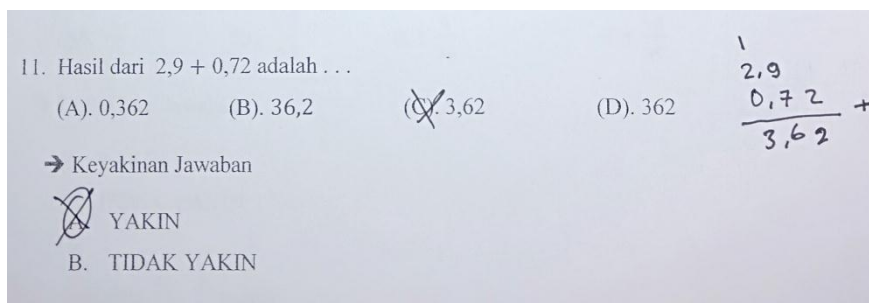 11. Hasil dari 2,9 + 0,72 adalah . . .
(A). 0,362 (B). 36,2 (C). 3,62 (D). 362
→ Keyakinan Jawaban
A YAKIN
B. TIDAK YAKIN
1
2,9
0,72 +
3,62